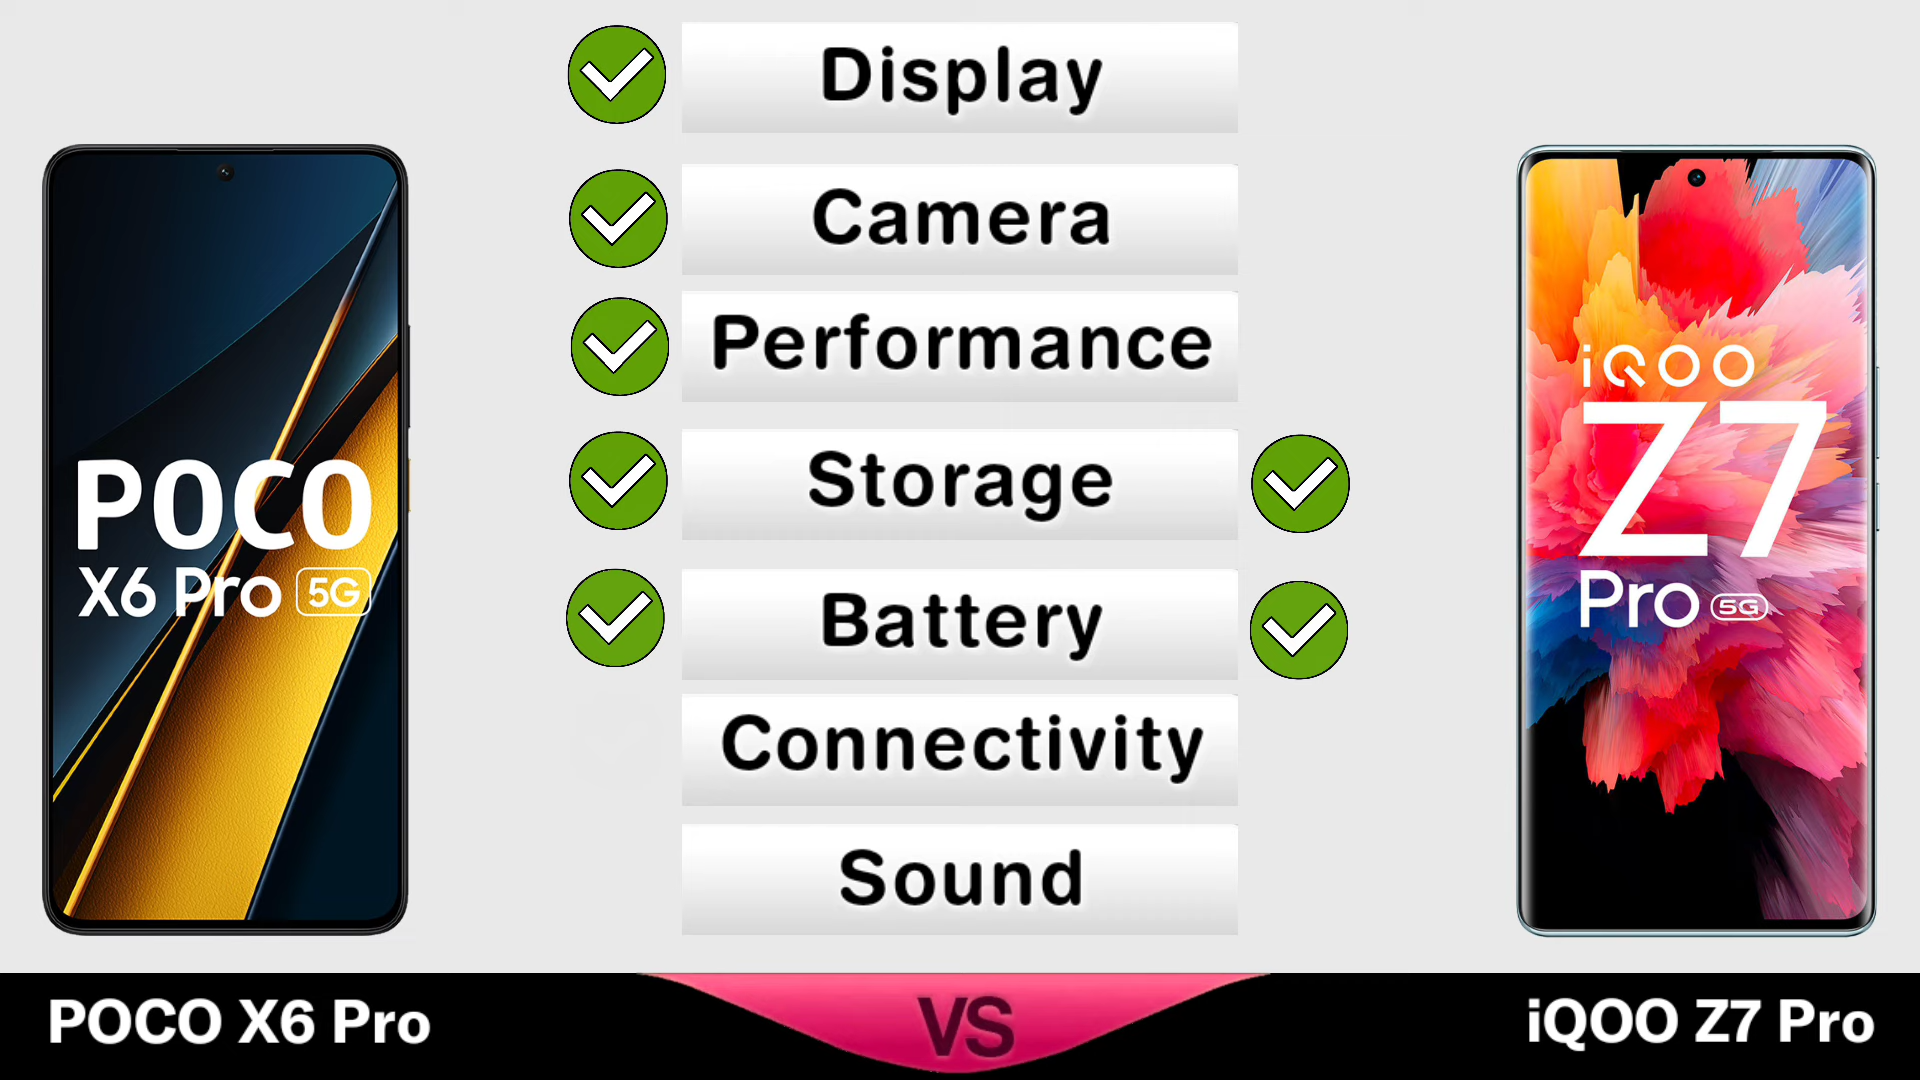 Display
Camera
Performance
Storage
Battery
Connectivity
Sound
POCO
X6 Pro 5G
iQOO
Z7
Pro 5G
POCO X6 Pro
VS
iQOO Z7 Pro